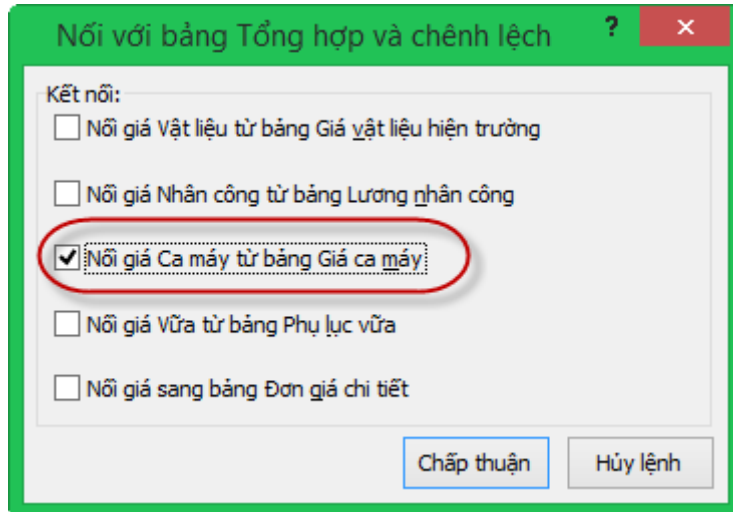 Nối với bảng Tổng hợp và chênh lệch ? ×
Kết nối:
Nối giá Vật liệu từ bảng Giá vật liệu hiện trường
Nối giá Nhân công từ bảng Lương nhân công
Nối giá Ca máy từ bảng Giá ca máy
Nối giá Vữa từ bảng Phụ lục vữa
Nối giá sang bảng Đơn giá chi tiết
Chấp thuận Hủy lệnh